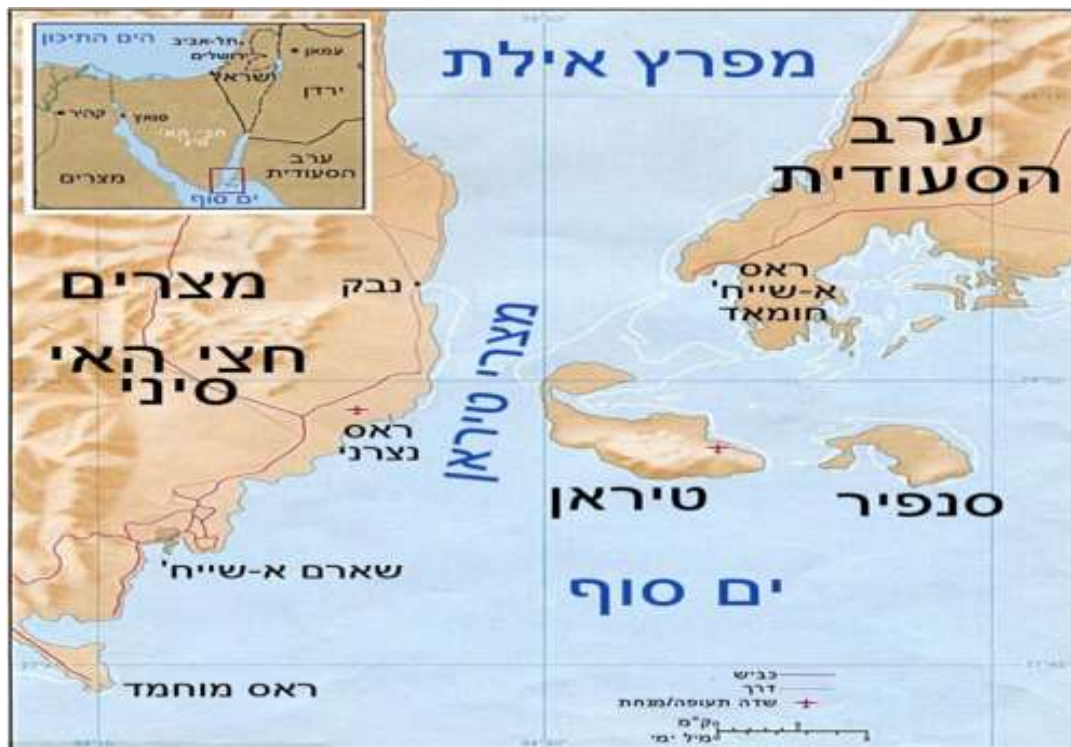 הים התיכון
תל-אביב
ירושלים
ישראל
עמאן
ירדן
קהיר
סואץ
חצי האי
סיני
מצרים
ערב
הסעודית
ים סוף
מפרץ אילת
ערב
הסעודית
ראס
א-שייח'
חומאד
נבק
מצרים
חצי האי
סיני
מצרי טיראן
ראס
נצרני
טיראן
סנפיר
שארם א-שייח'
ים סוף
ראס מוחמד
כביש
דרך
שדה תעופה/מנחת
ק"מ
מיל ימי